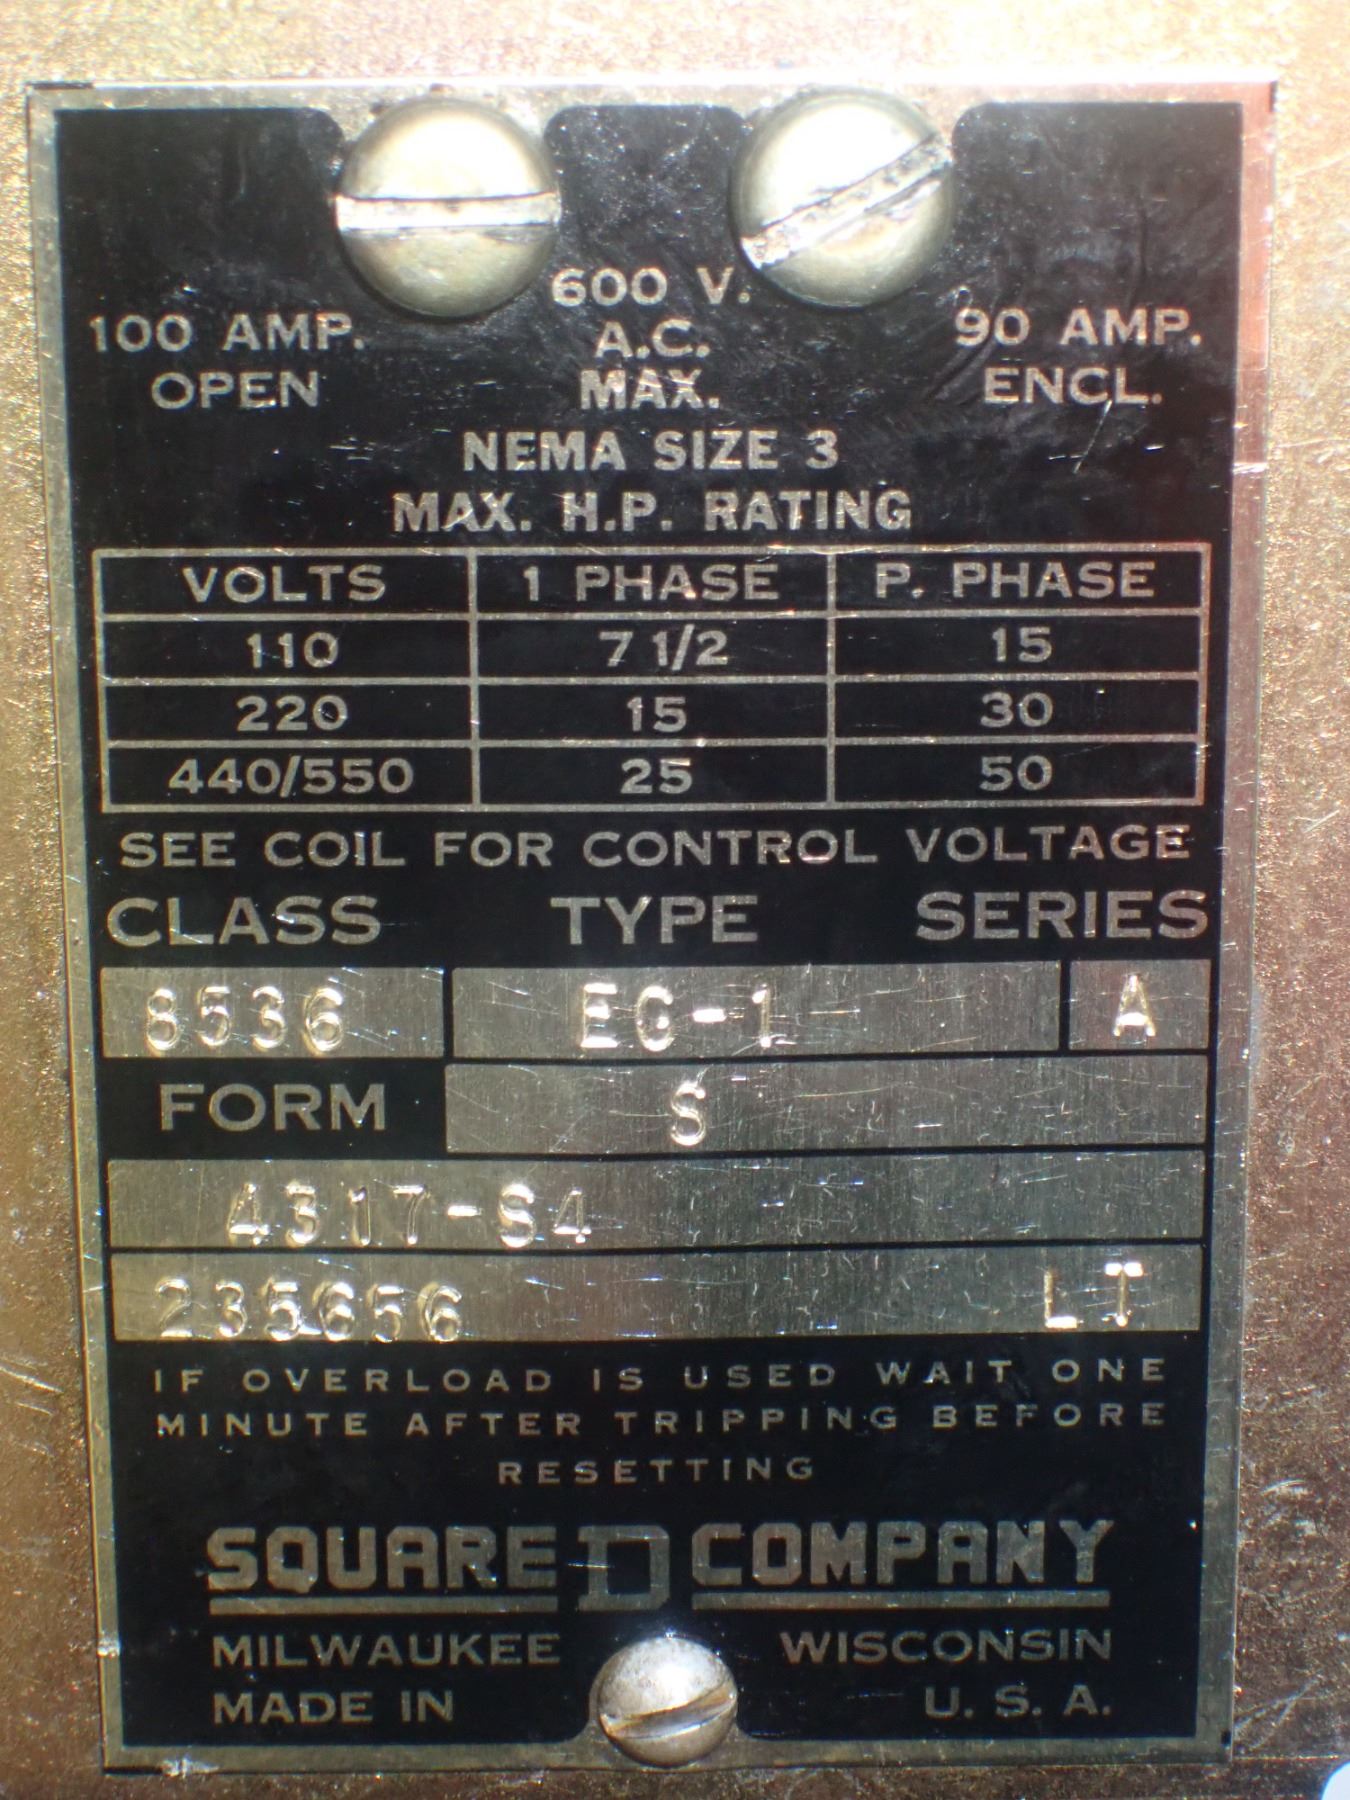 600 V.
100 AMP. A.C. 90 AMP.
OPEN MAX. ENCL.
NEMA SIZE 3
MAX. H.P. RATING
VOLTS 1 PHASE P. PHASE
110 7 1/2 15
220 15 30
440/550 25 50
SEE COIL FOR CONTROL VOLTAGE
CLASS TYPE SERIES
8536 EG-1 A
FORM S
4317-S4
235656 LT
IF OVERLOAD IS USED WAIT ONE
MINUTE AFTER TRIPPING BEFORE
RESETTING
SQUARE D COMPANY
MILWAUKEE WISCONSIN
MADE IN U. S. A.